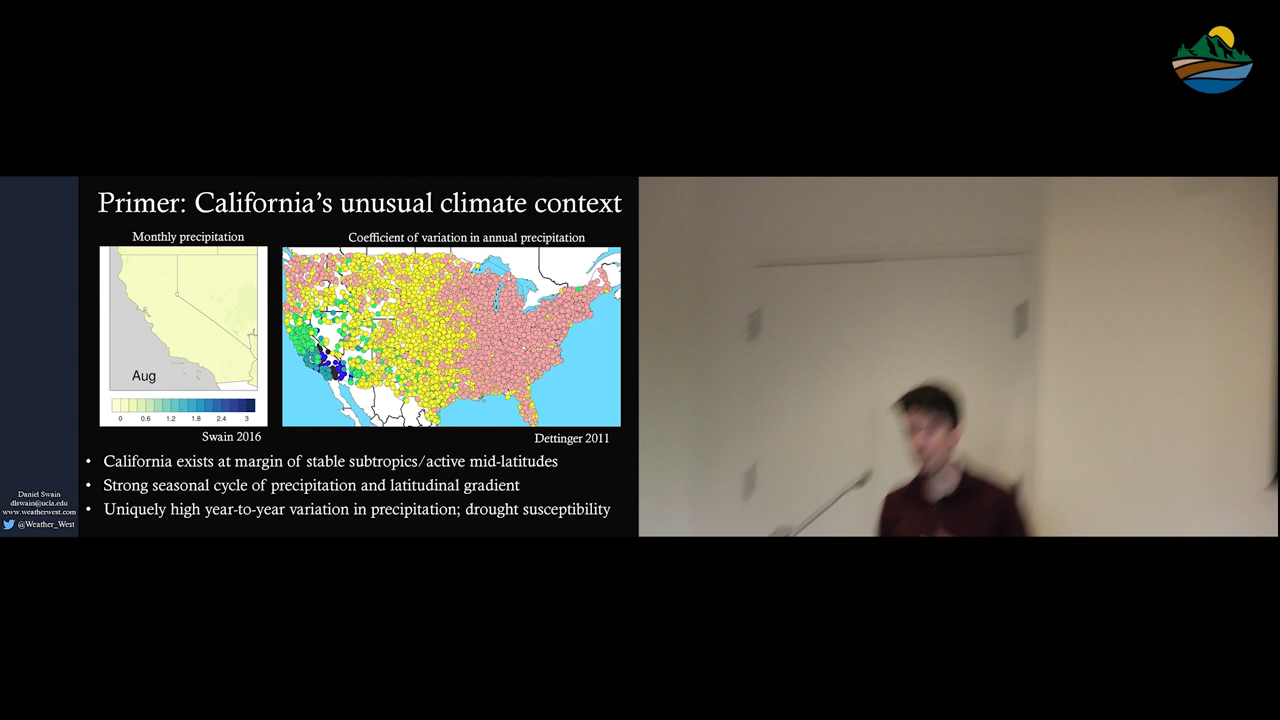 Primer: California's unusual climate context
Monthly precipitation
Coefficient of variation in annual precipitation
Aug
0 0.6 1.2 1.8 2.4 3
Swain 2016
Dettinger 2011
• California exists at margin of stable subtropics/active mid-latitudes
• Strong seasonal cycle of precipitation and latitudinal gradient
• Uniquely high year-to-year variation in precipitation; drought susceptibility
Daniel Swain
dlswain@ucla.edu
www.weatherwest.com
@Weather_West